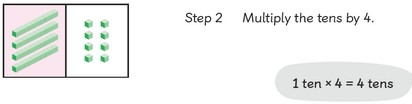 Step 2 Multiply the tens by 4.
1 ten × 4 = 4 tens